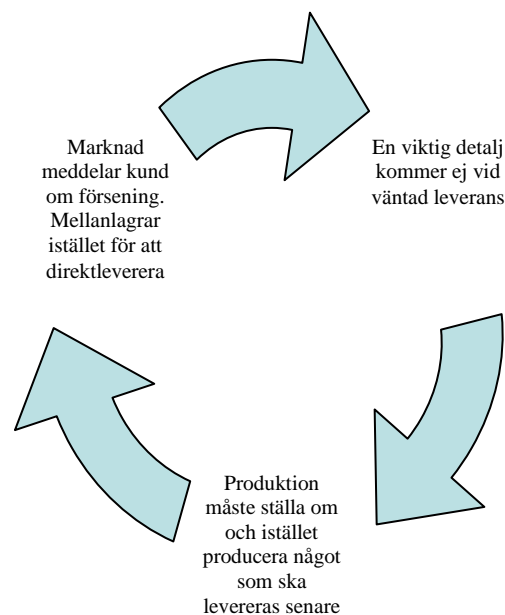 Marknad
meddelar kund
om försening.
Mellanlagrar
istället för att
direktleverera
En viktig detalj
kommer ej vid
väntad leverans
Produktion
måste ställa om
och istället
producera något
som ska
levereras senare